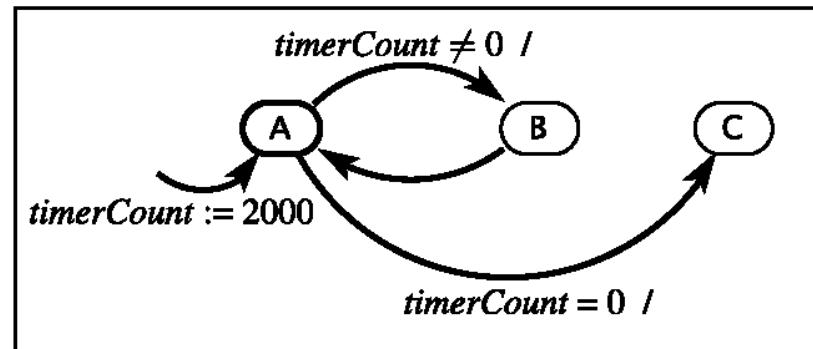 timerCount ≠ 0 /
A
B
C
timerCount := 2000
timerCount = 0 /